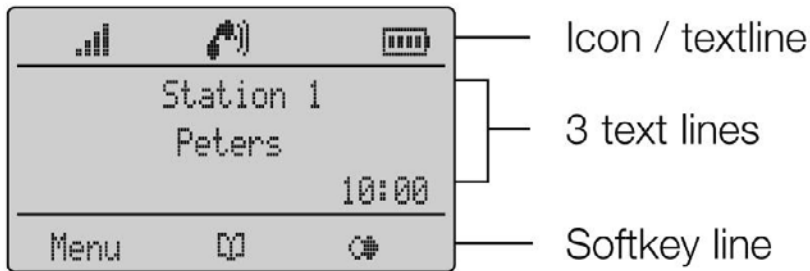 Icon / textline
Station 1
Peters
3 text lines
10:00
Menu
Softkey line